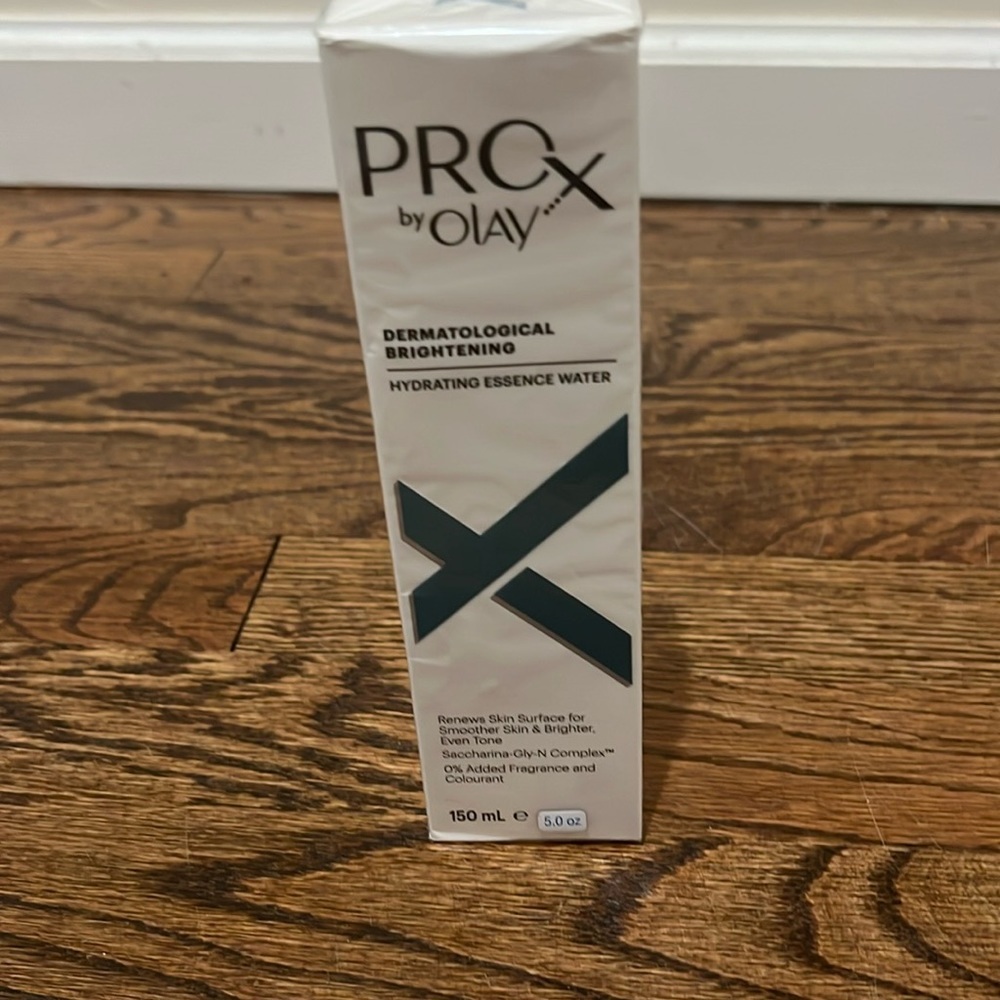 PROX
by OLAY
DERMATOLOGICAL
BRIGHTENING
HYDRATING ESSENCE WATER
Renews Skin Surface for
Smoother Skin & Brighter,
Even Tone
Saccharina-Gly-N Complex™
0% Added Fragrance and
Colourant
150 mL ℮ 5.0 oz